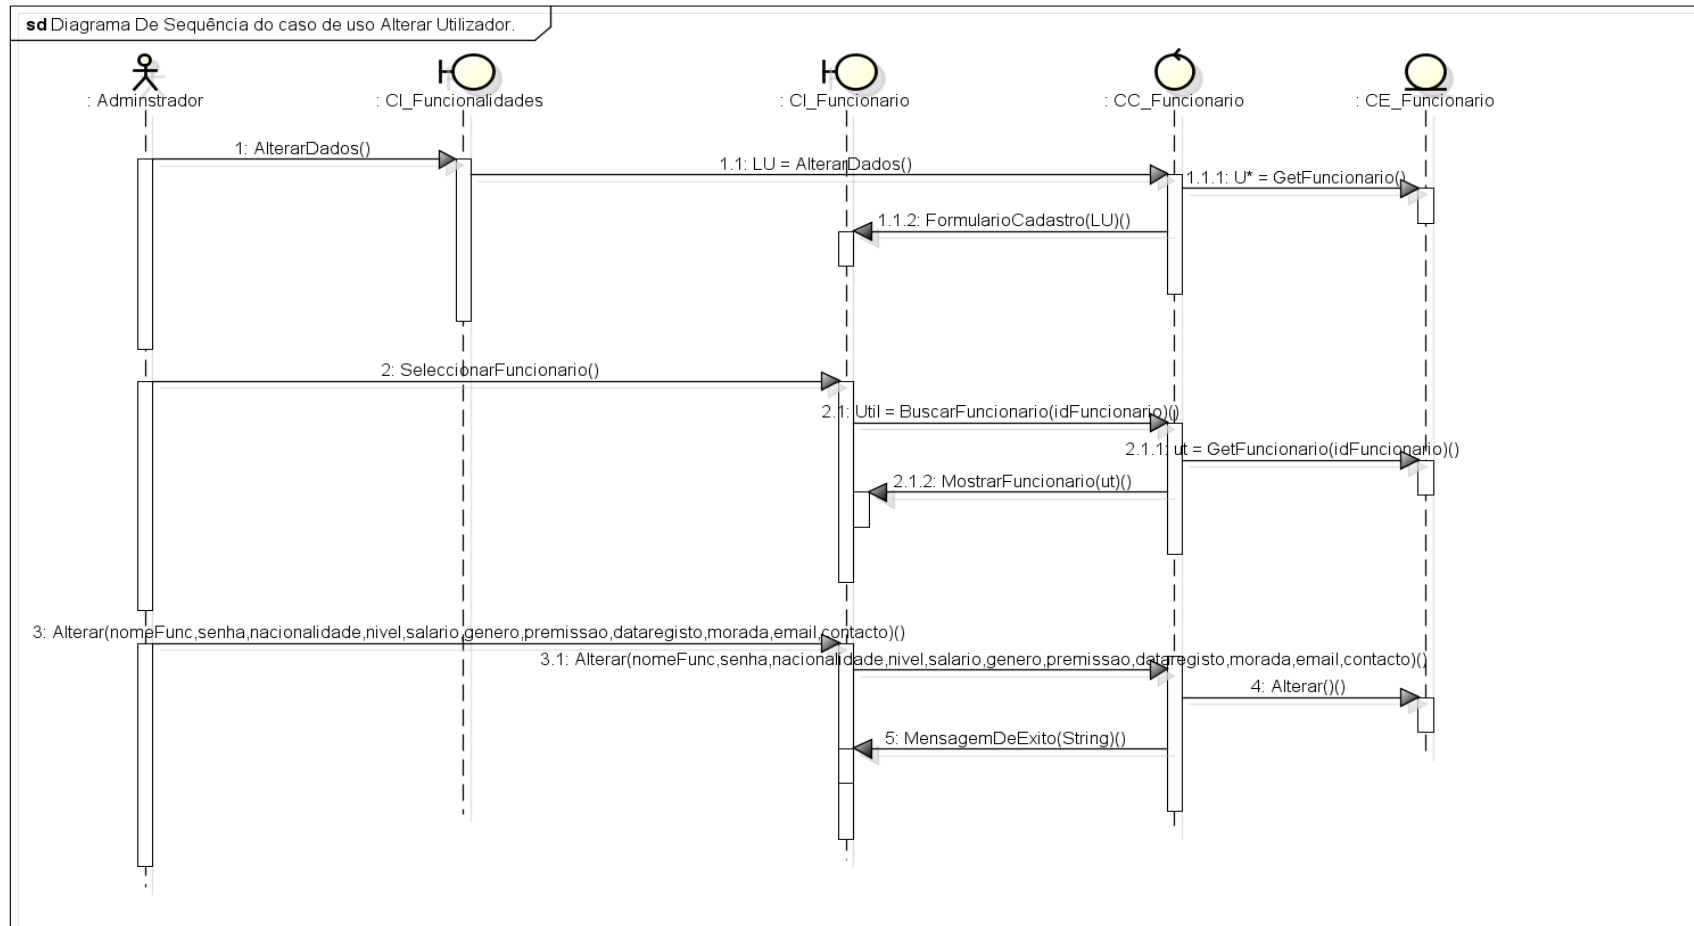 sd Diagrama De Sequência do caso de uso Alterar Utilizador.
: Adminstrador
: CI_Funcionalidades
: CI_Funcionario
: CC_Funcionario
: CE_Funcionario
1: AlterarDados()
1.1: LU = AlterarDados()
1.1.1: U* = GetFuncionario()
1.1.2: FormularioCadastro(LU)()
2: SeleccionarFuncionario()
2.1: Util = BuscarFuncionario(idFuncionario)()
2.1.1: ut = GetFuncionario(idFuncionario)()
2.1.2: MostrarFuncionario(ut)()
3: Alterar(nomeFunc,senha,nacionalidade,nivel,salario,genero,premissao,dataregisto,morada,email,contacto)()
3.1: Alterar(nomeFunc,senha,nacionalidade,nivel,salario,genero,premissao,dataregisto,morada,email,contacto)()
4: Alterar()()
5: MensagemDeExito(String)()